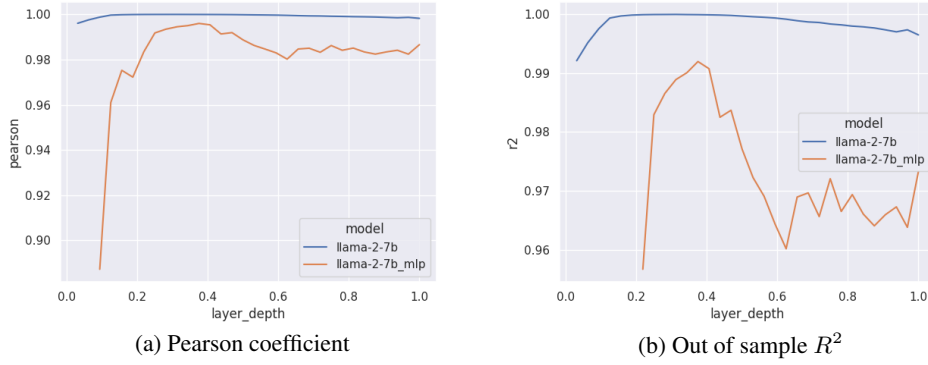 1.00
0.98
0.96
0.94
0.92
0.90
pearson
model
llama-2-7b
llama-2-7b_mlp
0.0 0.2 0.4 0.6 0.8 1.0
layer_depth
(a) Pearson coefficient
1.00
0.99
0.98
0.97
0.96
r2
model
llama-2-7b
llama-2-7b_mlp
0.0 0.2 0.4 0.6 0.8 1.0
layer_depth
(b) Out of sample R²